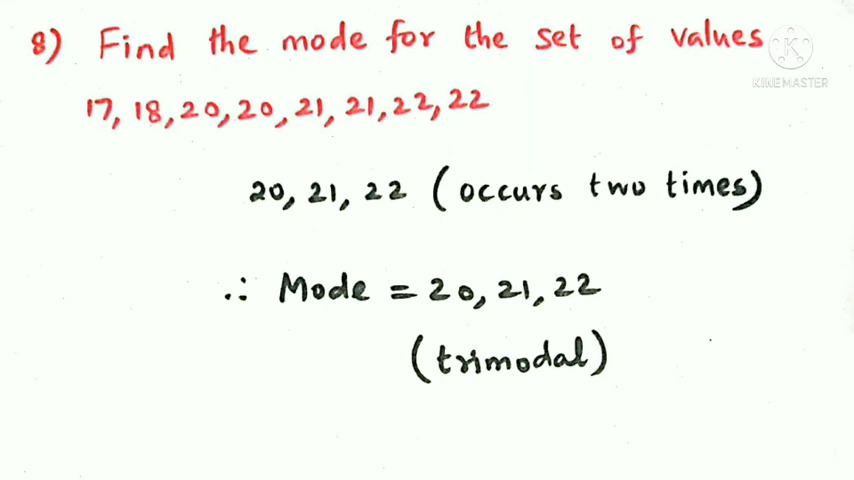 8) Find the mode for the set of values
17, 18, 20, 20, 21, 21, 22, 22
20, 21, 22 (occurs two times)
∴ Mode = 20, 21, 22
(trimodal)
K
KINEMASTER